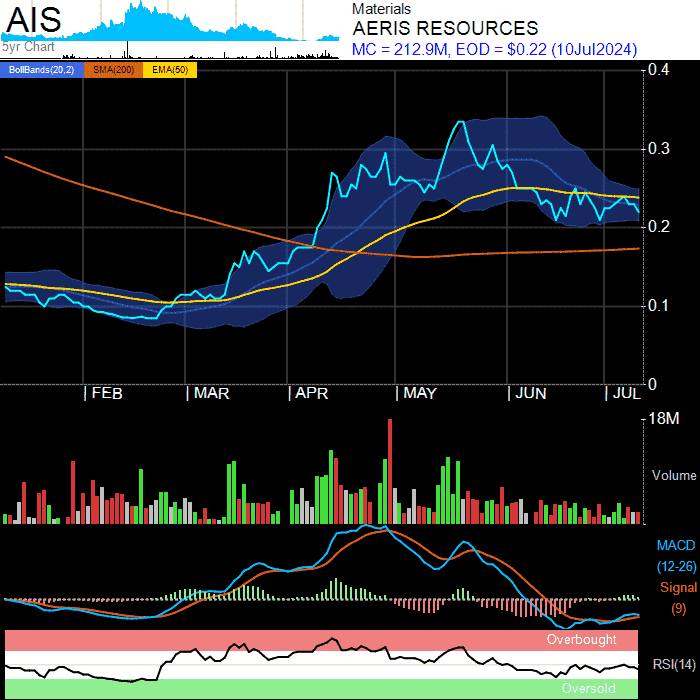 AIS
5yr Chart
Materials
AERIS RESOURCES
MC = 212.9M, EOD = $0.22 (10Jul2024)
BollBands(20,2) SMA(200) EMA(50)
0.4
0.3
0.2
0.1
0
FEB MAR APR MAY JUN JUL
18M
Volume
MACD
(12-26)
Signal
(9)
Overbought
RSI(14)
Oversold